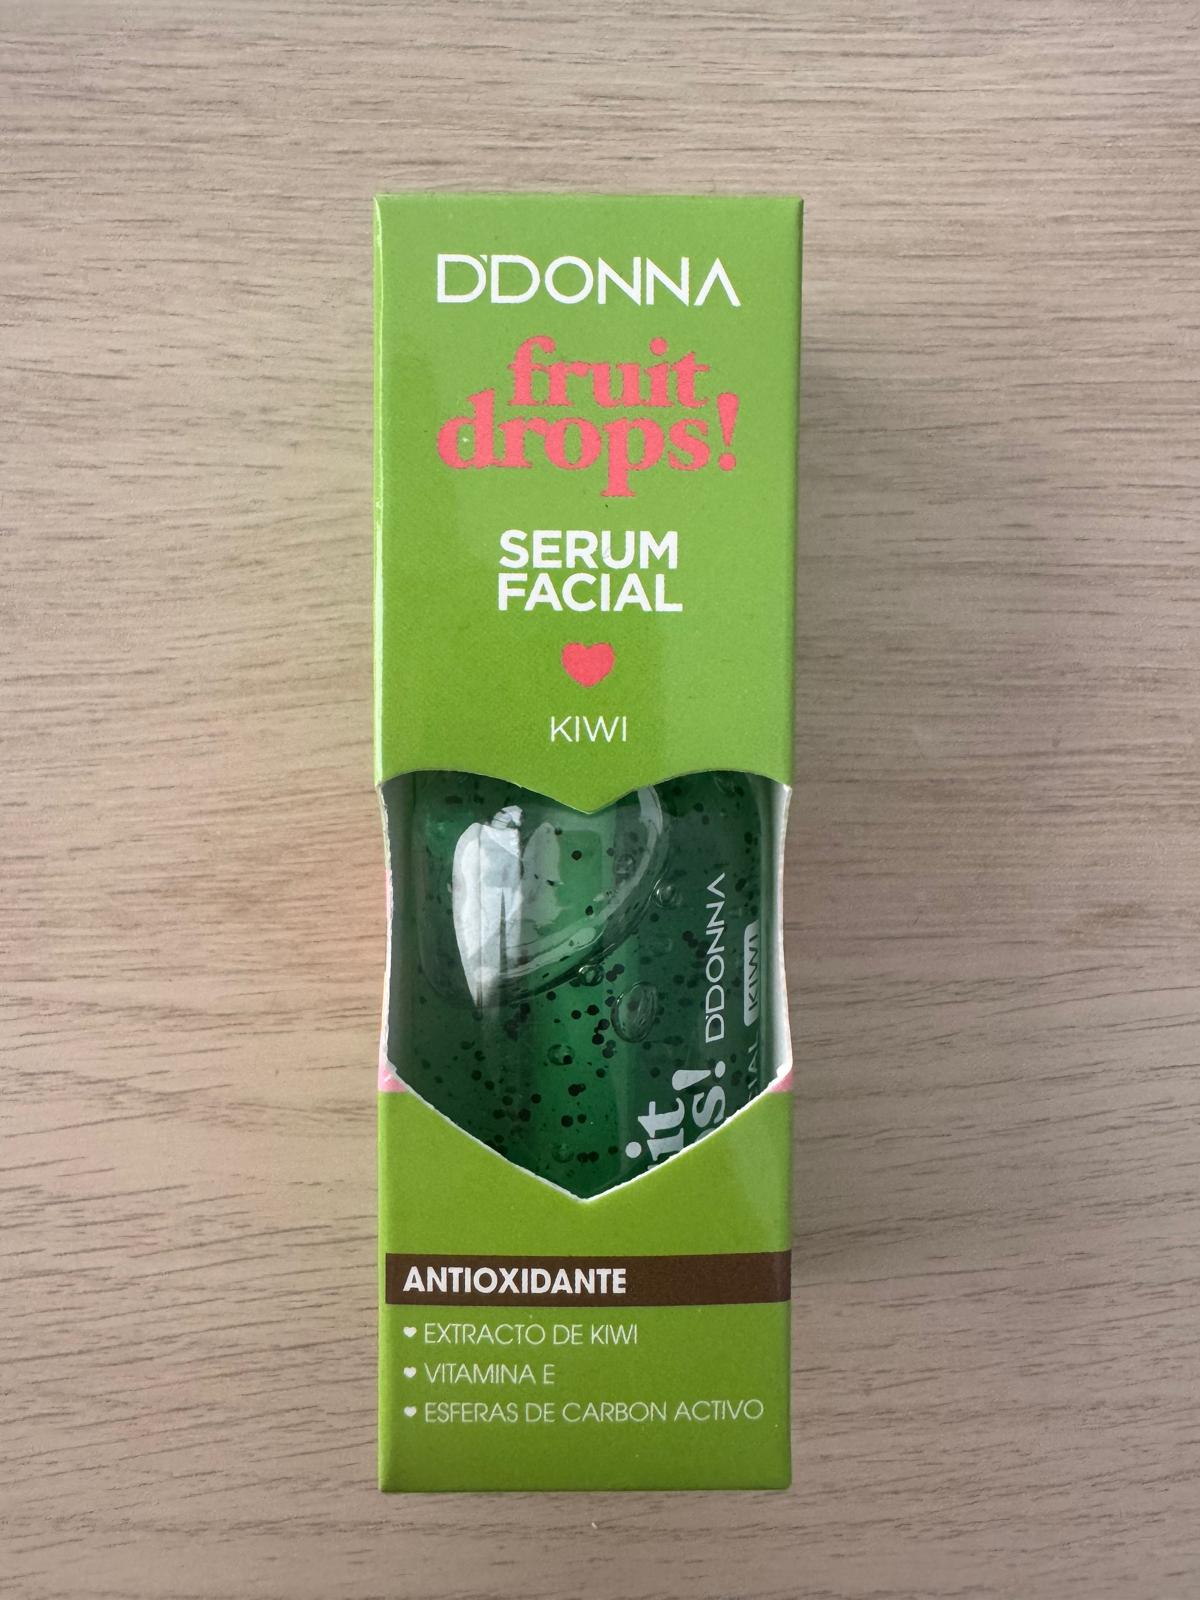 D'DONNA
fruit
drops!
SERUM
FACIAL
KIWI
D'DONNA
KIWI
ANTIOXIDANTE
EXTRACTO DE KIWI
VITAMINA E
ESFERAS DE CARBON ACTIVO